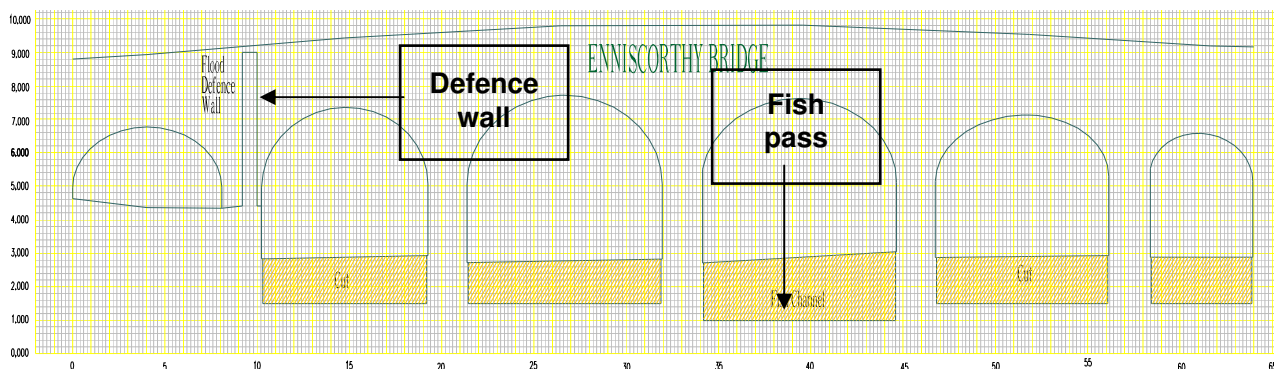 10,000
9,000
8,000
7,000
6,000
5,000
4,000
3,000
2,000
1,000
0,000
ENNISCORTHY BRIDGE
Flood
Defence
Wall
Defence
wall
Fish
pass
Cut
Channel
Cut
0 5 10 15 20 25 30 35 40 45 50 55 60 65